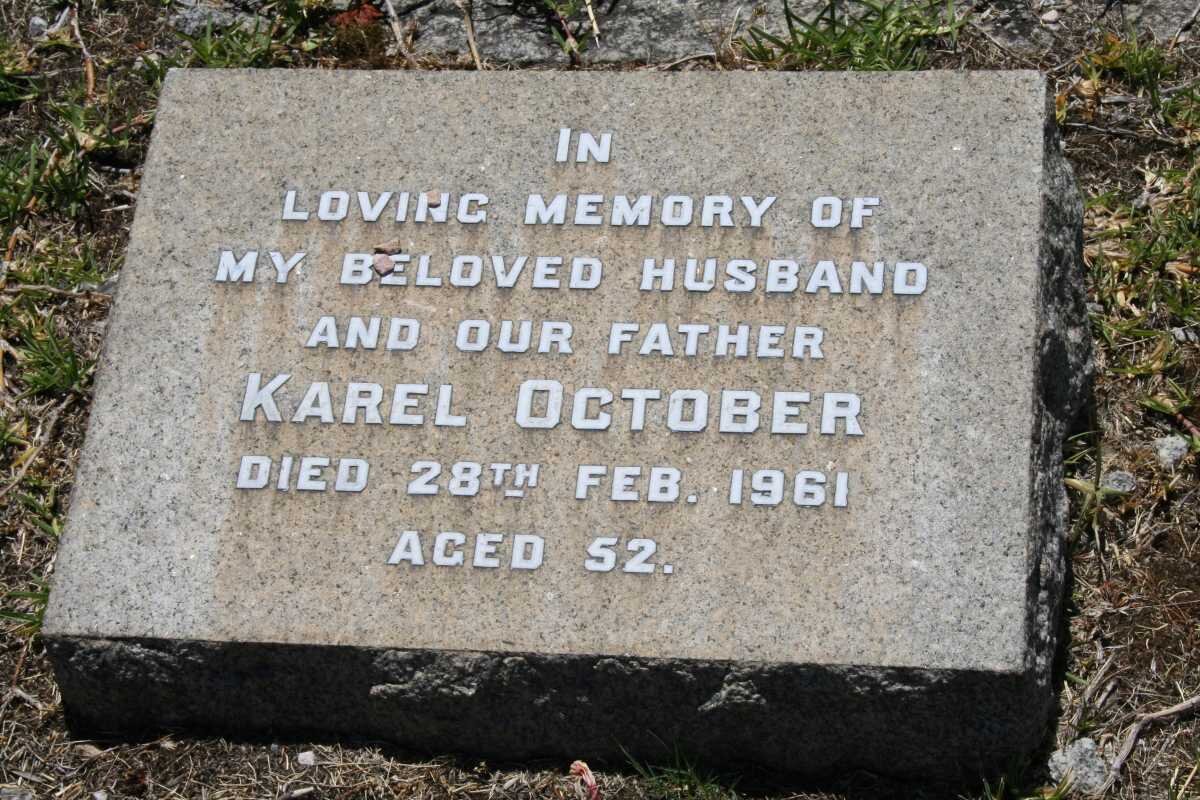 IN
LOVING MEMORY OF
MY BELOVED HUSBAND
AND OUR FATHER
KAREL OCTOBER
DIED 28TH FEB. 1961
AGED 52.